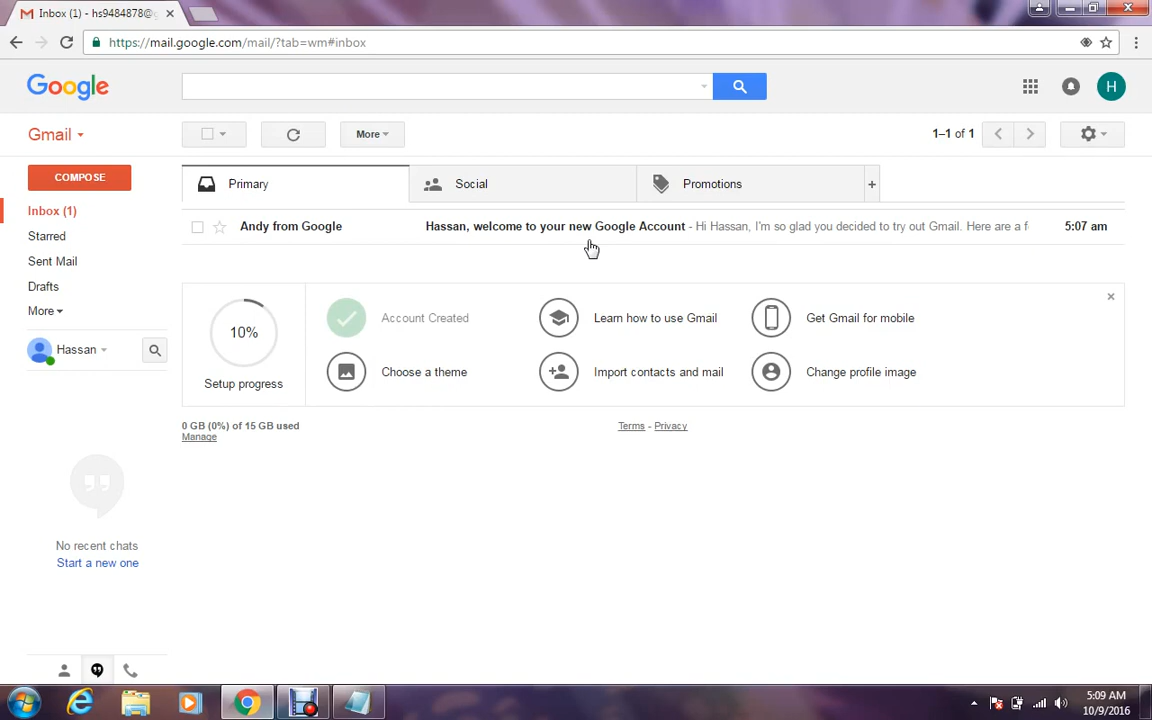 Inbox (1) - hs9484878@
https://mail.google.com/mail/?tab=wm#inbox
Google
H
Gmail
More
1–1 of 1
COMPOSE
Primary
Social
Promotions
+
Inbox (1)
Starred
Sent Mail
Drafts
More
Andy from Google Hassan, welcome to your new Google Account - Hi Hassan, I'm so glad you decided to try out Gmail. Here are a f 5:07 am
Hassan
10%
Setup progress
Account Created
Learn how to use Gmail
Get Gmail for mobile
Choose a theme
Import contacts and mail
Change profile image
0 GB (0%) of 15 GB used
Manage
Terms - Privacy
No recent chats
Start a new one
5:09 AM
10/9/2016